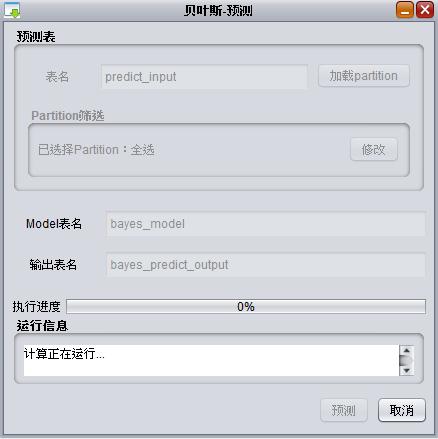 贝叶斯-预测
预测表
表名 predict_input 加载partition
Partition筛选
已选择Partition：全选 修改
Model表名 bayes_model
输出表名 bayes_predict_output
执行进度 0%
运行信息
计算正在运行...
预测 取消